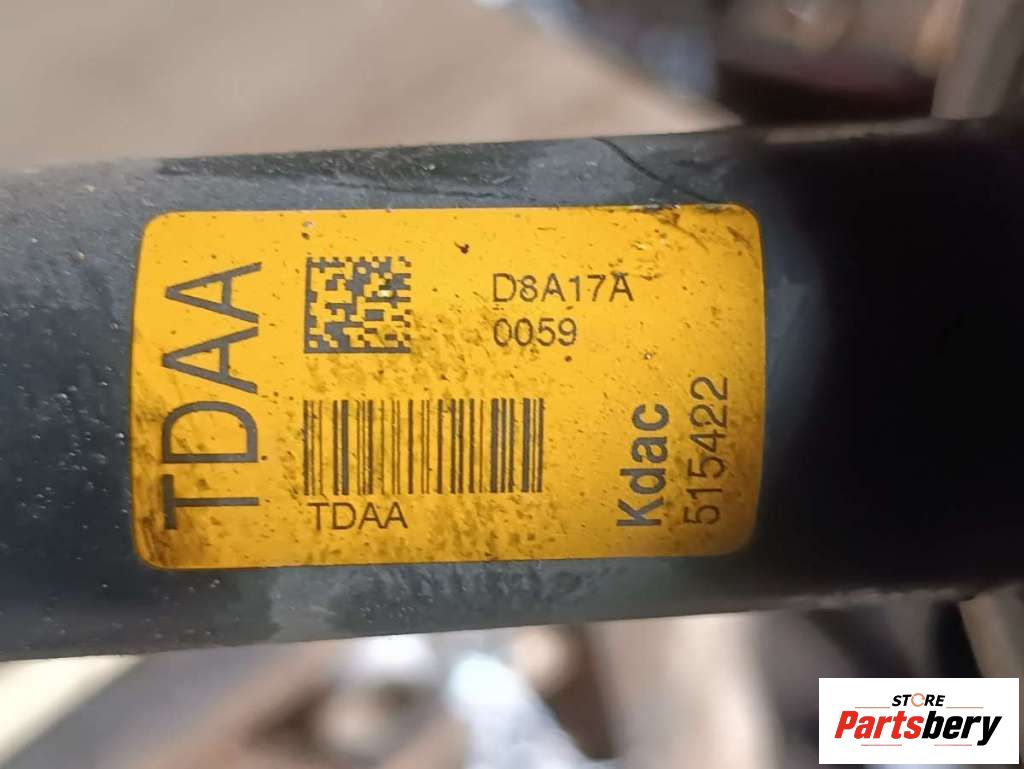 TDAA
D8A17A
0059
TDAA
Kdac
515422
STORE
Partsbery